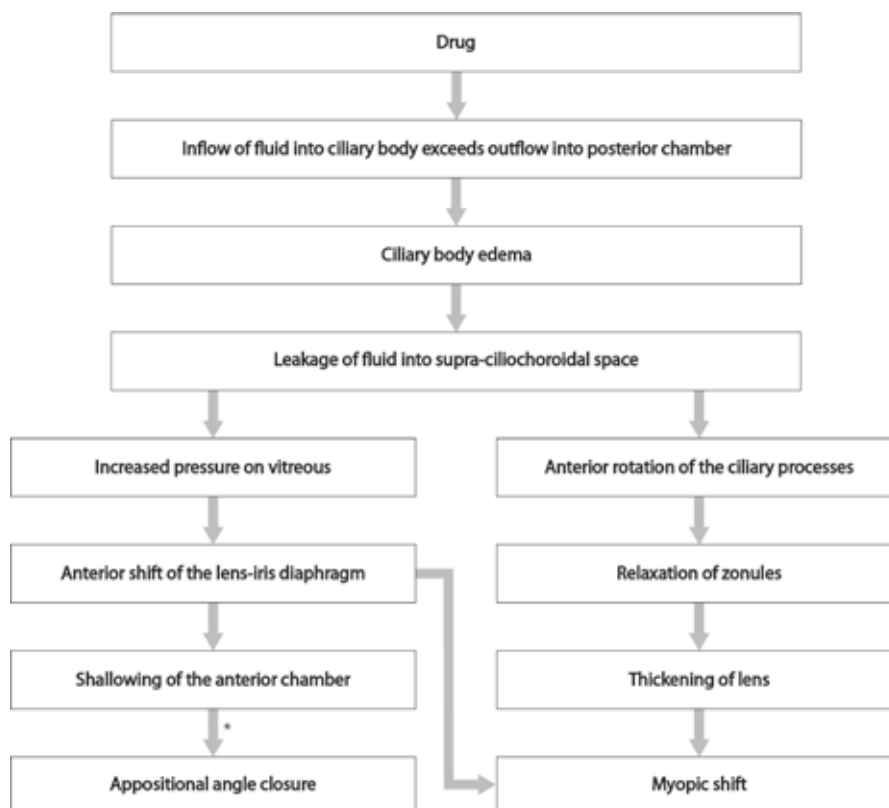 Drug
Inflow of fluid into ciliary body exceeds outflow into posterior chamber
Ciliary body edema
Leakage of fluid into supra-ciliochoroidal space
Increased pressure on vitreous
Anterior rotation of the ciliary processes
Anterior shift of the lens-iris diaphragm
Relaxation of zonules
Shallowing of the anterior chamber
Thickening of lens
*
Appositional angle closure
Myopic shift